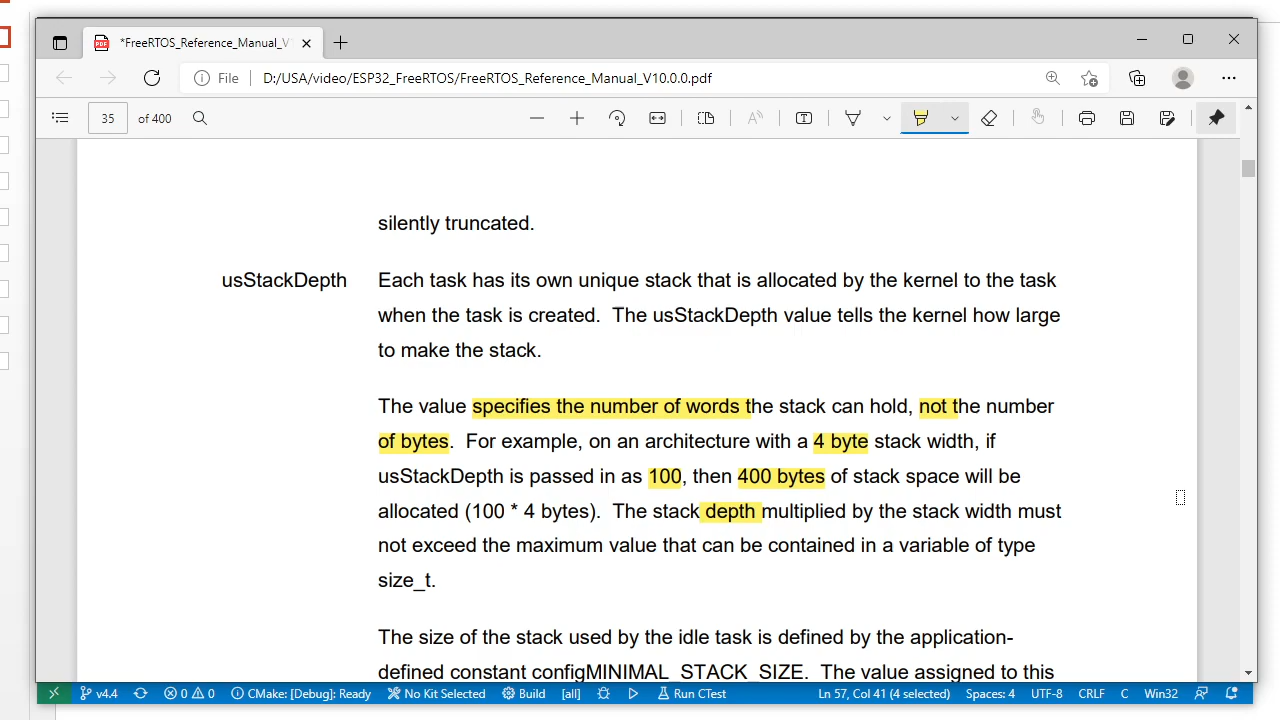 *FreeRTOS_Reference_Manual_V
File D:/USA/video/ESP32_FreeRTOS/FreeRTOS_Reference_Manual_V10.0.0.pdf
35 of 400
silently truncated.
usStackDepth Each task has its own unique stack that is allocated by the kernel to the task
when the task is created. The usStackDepth value tells the kernel how large
to make the stack.
The value specifies the number of words the stack can hold, not the number
of bytes. For example, on an architecture with a 4 byte stack width, if
usStackDepth is passed in as 100, then 400 bytes of stack space will be
allocated (100 * 4 bytes). The stack depth multiplied by the stack width must
not exceed the maximum value that can be contained in a variable of type
size_t.
The size of the stack used by the idle task is defined by the application-
defined constant configMINIMAL_STACK_SIZE. The value assigned to this
v4.4 0 0 CMake: [Debug]: Ready No Kit Selected Build [all] Run CTest Ln 57, Col 41 (4 selected) Spaces: 4 UTF-8 CRLF C Win32